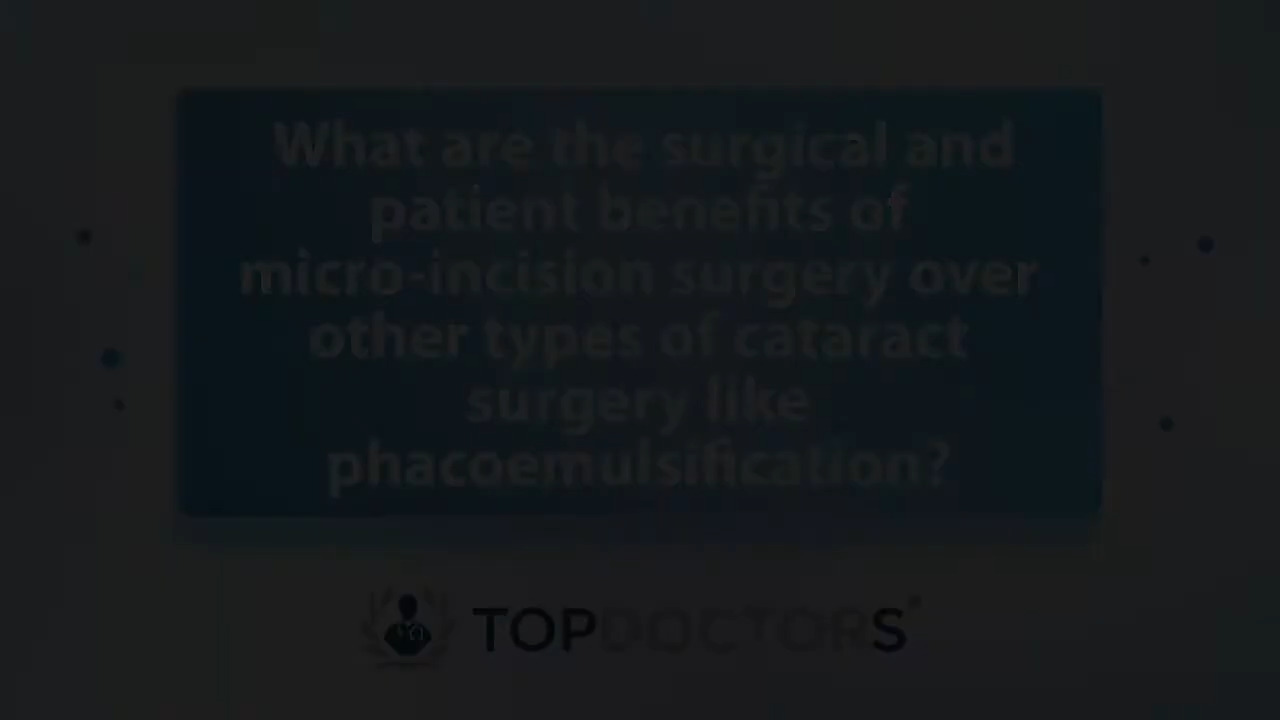 What are the surgical and
patient benefits of
micro-incision surgery over
other types of cataract
surgery like
phacoemulsification?
TOPDOCTORS